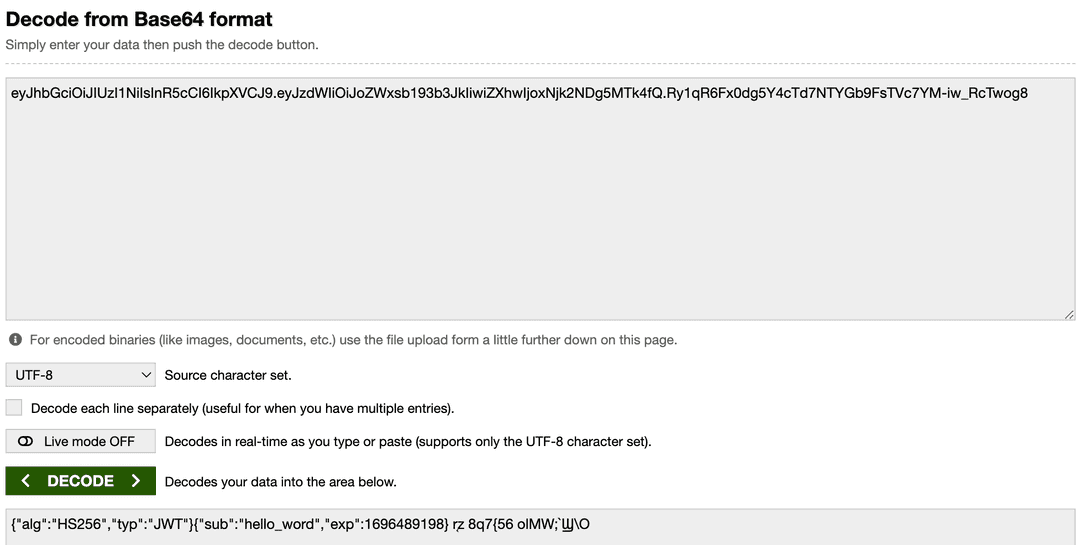 Decode from Base64 format
Simply enter your data then push the decode button.
eyJhbGciOiJIUzI1NiIsInR5cCI6IkpXVCJ9.eyJzdWIiOiJoZWxsb193b3JkIiwiZXhwIjoxNjk2NDg5MTk4fQ.Ry1qR6Fx0dg5Y4cTd7NTYGb9FsTVc7YM-iw_RcTwog8
For encoded binaries (like images, documents, etc.) use the file upload form a little further down on this page.
UTF-8 Source character set.
Decode each line separately (useful for when you have multiple entries).
Live mode OFF Decodes in real-time as you type or paste (supports only the UTF-8 character set).
DECODE Decodes your data into the area below.
{"alg":"HS256","typ":"JWT"}{"sub":"hello_word","exp":1696489198}